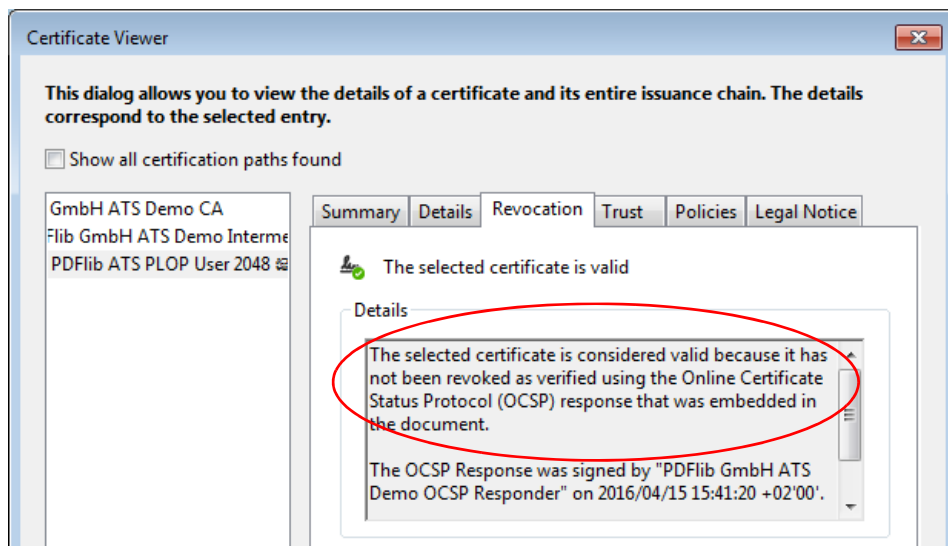 Certificate Viewer
This dialog allows you to view the details of a certificate and its entire issuance chain. The details
correspond to the selected entry.
Show all certification paths found
GmbH ATS Demo CA
Flib GmbH ATS Demo Interme
PDFlib ATS PLOP User 2048
Summary Details Revocation Trust Policies Legal Notice
The selected certificate is valid
Details
The selected certificate is considered valid because it has
not been revoked as verified using the Online Certificate
Status Protocol (OCSP) response that was embedded in
the document.
The OCSP Response was signed by "PDFlib GmbH ATS
Demo OCSP Responder" on 2016/04/15 15:41:20 +02'00'.